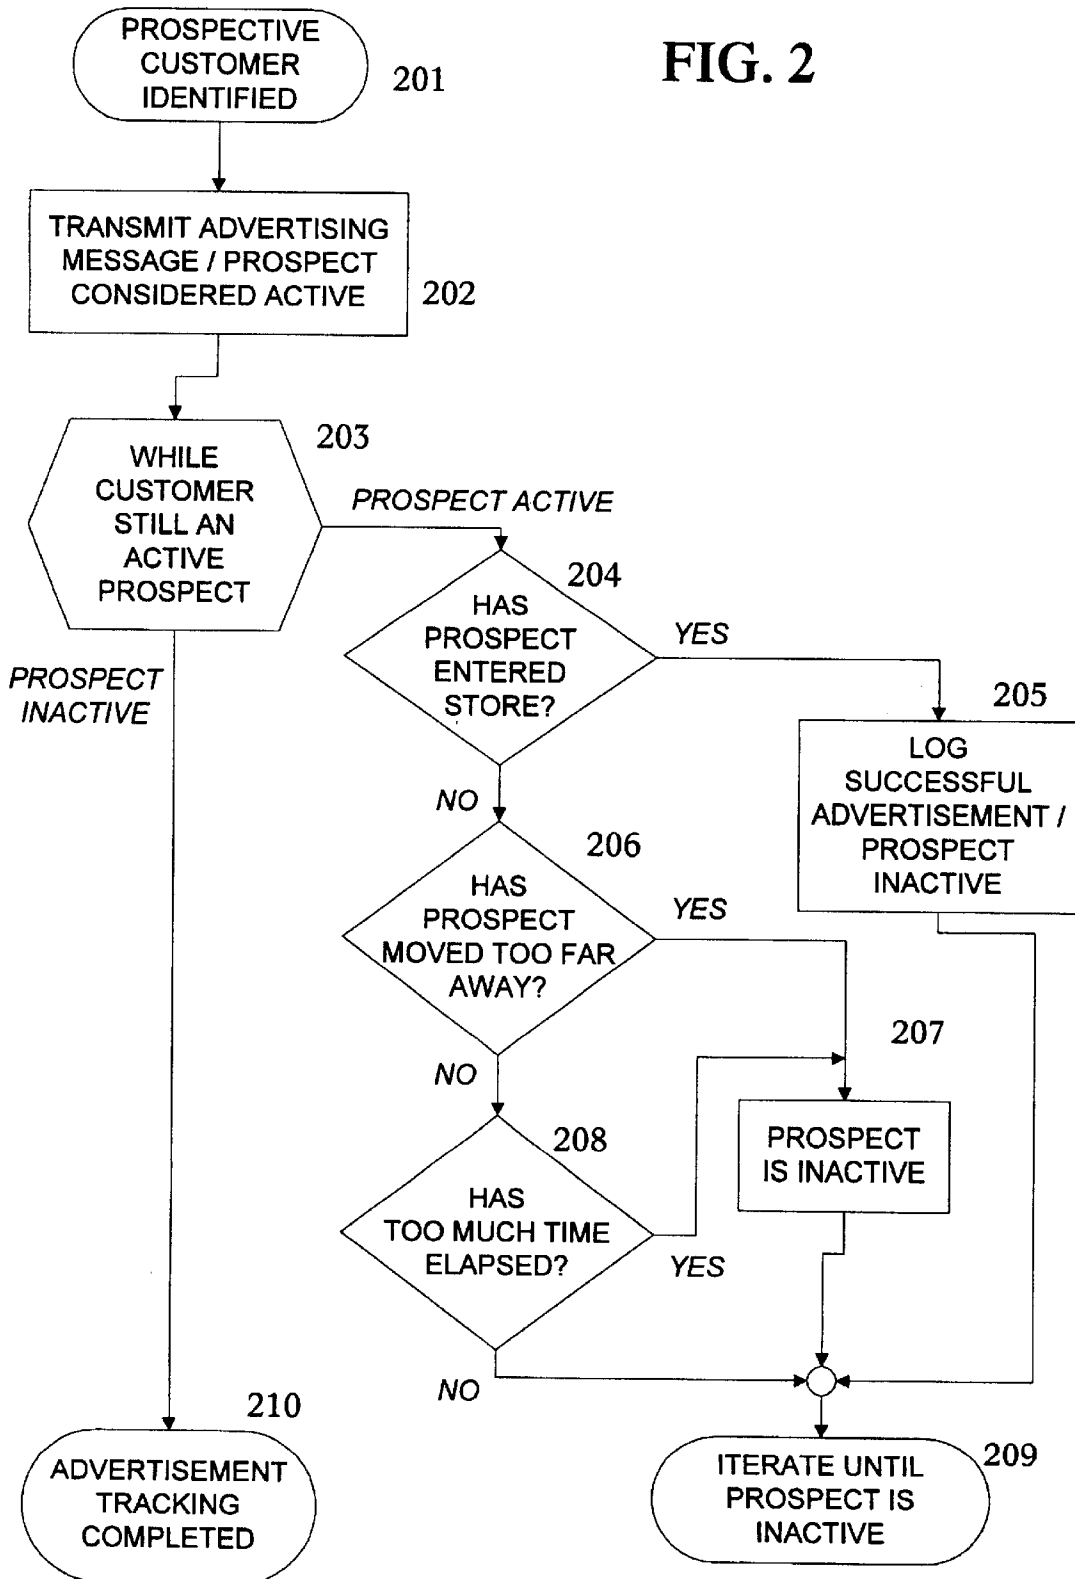 PROSPECTIVE
CUSTOMER
IDENTIFIED
201
FIG. 2
TRANSMIT ADVERTISING
MESSAGE / PROSPECT
CONSIDERED ACTIVE
202
WHILE
CUSTOMER
STILL AN
ACTIVE
PROSPECT
203
PROSPECT ACTIVE
PROSPECT
INACTIVE
HAS
PROSPECT
ENTERED
STORE?
204
YES
NO
LOG
SUCCESSFUL
ADVERTISEMENT /
PROSPECT
INACTIVE
205
HAS
PROSPECT
MOVED TOO FAR
AWAY?
206
YES
NO
PROSPECT
IS INACTIVE
207
HAS
TOO MUCH TIME
ELAPSED?
208
YES
NO
ITERATE UNTIL
PROSPECT IS
INACTIVE
209
ADVERTISEMENT
TRACKING
COMPLETED
210